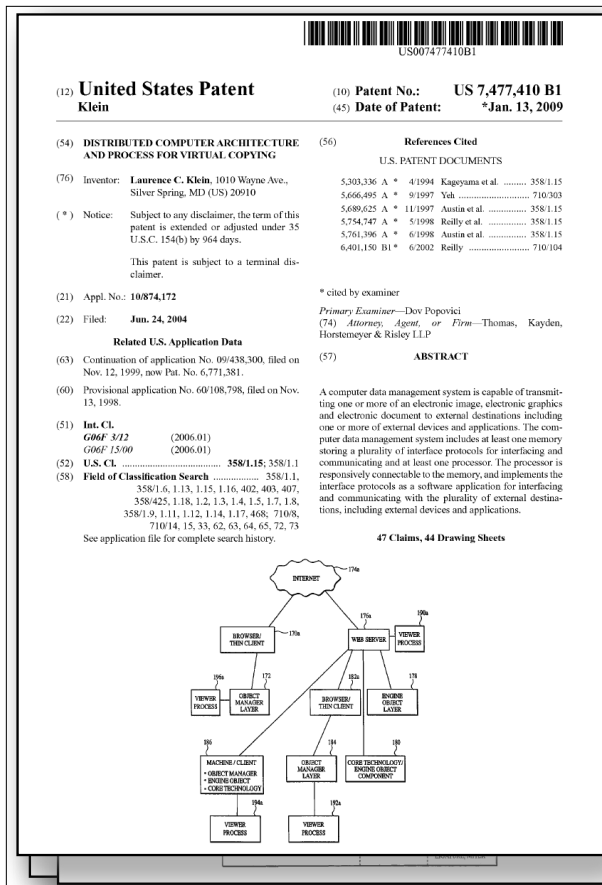 US007477410B1
(12) United States Patent
Klein
(10) Patent No.: US 7,477,410 B1
(45) Date of Patent: *Jan. 13, 2009
(54) DISTRIBUTED COMPUTER ARCHITECTURE
AND PROCESS FOR VIRTUAL COPYING
(76) Inventor: Laurence C. Klein, 1010 Wayne Ave.,
Silver Spring, MD (US) 20910
( * ) Notice: Subject to any disclaimer, the term of this
patent is extended or adjusted under 35
U.S.C. 154(b) by 964 days.
This patent is subject to a terminal dis-
claimer.
(21) Appl. No.: 10/874,172
(22) Filed: Jun. 24, 2004
Related U.S. Application Data
(63) Continuation of application No. 09/438,300, filed on
Nov. 12, 1999, now Pat. No. 6,771,381.
(60) Provisional application No. 60/108,798, filed on Nov.
13, 1998.
(51) Int. Cl.
G06F 3/12 (2006.01)
G06F 15/00 (2006.01)
(52) U.S. Cl. .................................... 358/1.15; 358/1.1
(58) Field of Classification Search ............... 358/1.1,
358/1.6, 1.13, 1.15, 1.16, 402, 403, 407,
358/425, 1.18, 1.2, 1.3, 1.4, 1.5, 1.7, 1.8,
358/1.9, 1.11, 1.12, 1.14, 1.17, 468; 710/8,
710/14, 15, 33, 62, 63, 64, 65, 72, 73
See application file for complete search history.
(56) References Cited
U.S. PATENT DOCUMENTS
5,303,336 A * 4/1994 Kageyama et al. ......... 358/1.15
5,666,495 A * 9/1997 Yeh ............................ 710/303
5,689,625 A * 11/1997 Austin et al. ............... 358/1.15
5,754,747 A * 5/1998 Reilly et al. ................ 358/1.15
5,761,396 A * 6/1998 Austin et al. ............... 358/1.15
6,401,150 B1 * 6/2002 Reilly ........................ 710/104
* cited by examiner
Primary Examiner—Dov Popovici
(74) Attorney, Agent, or Firm—Thomas, Kayden,
Horstemeyer & Risley LLP
(57) ABSTRACT
A computer data management system is capable of transmit-
ting one or more of an electronic image, electronic graphics
and electronic document to external destinations including
one or more of external devices and applications. The com-
puter data management system includes at least one memory
storing a plurality of interface protocols for interfacing and
communicating and at least one processor. The processor is
responsively connectable to the memory, and implements the
interface protocols as a software application for interfacing
and communicating with the plurality of external destina-
tions, including external devices and applications.
47 Claims, 44 Drawing Sheets
INTERNET
174a
BROWSER/
THIN CLIENT
170a
176a
WEB SERVER
190a
VIEWER
PROCESS
196a
VIEWER
PROCESS
172
OBJECT
MANAGER
LAYER
182a
BROWSER/
THIN CLIENT
178
ENGINE
OBJECT
LAYER
186
MACHINE / CLIENT
• OBJECT MANAGER
• ENGINE OBJECT
• CORE TECHNOLOGY
184
OBJECT
MANAGER
LAYER
180
CORE TECHNOLOGY/
ENGINE OBJECT
COMPONENT
194a
VIEWER
PROCESS
192a
VIEWER
PROCESS